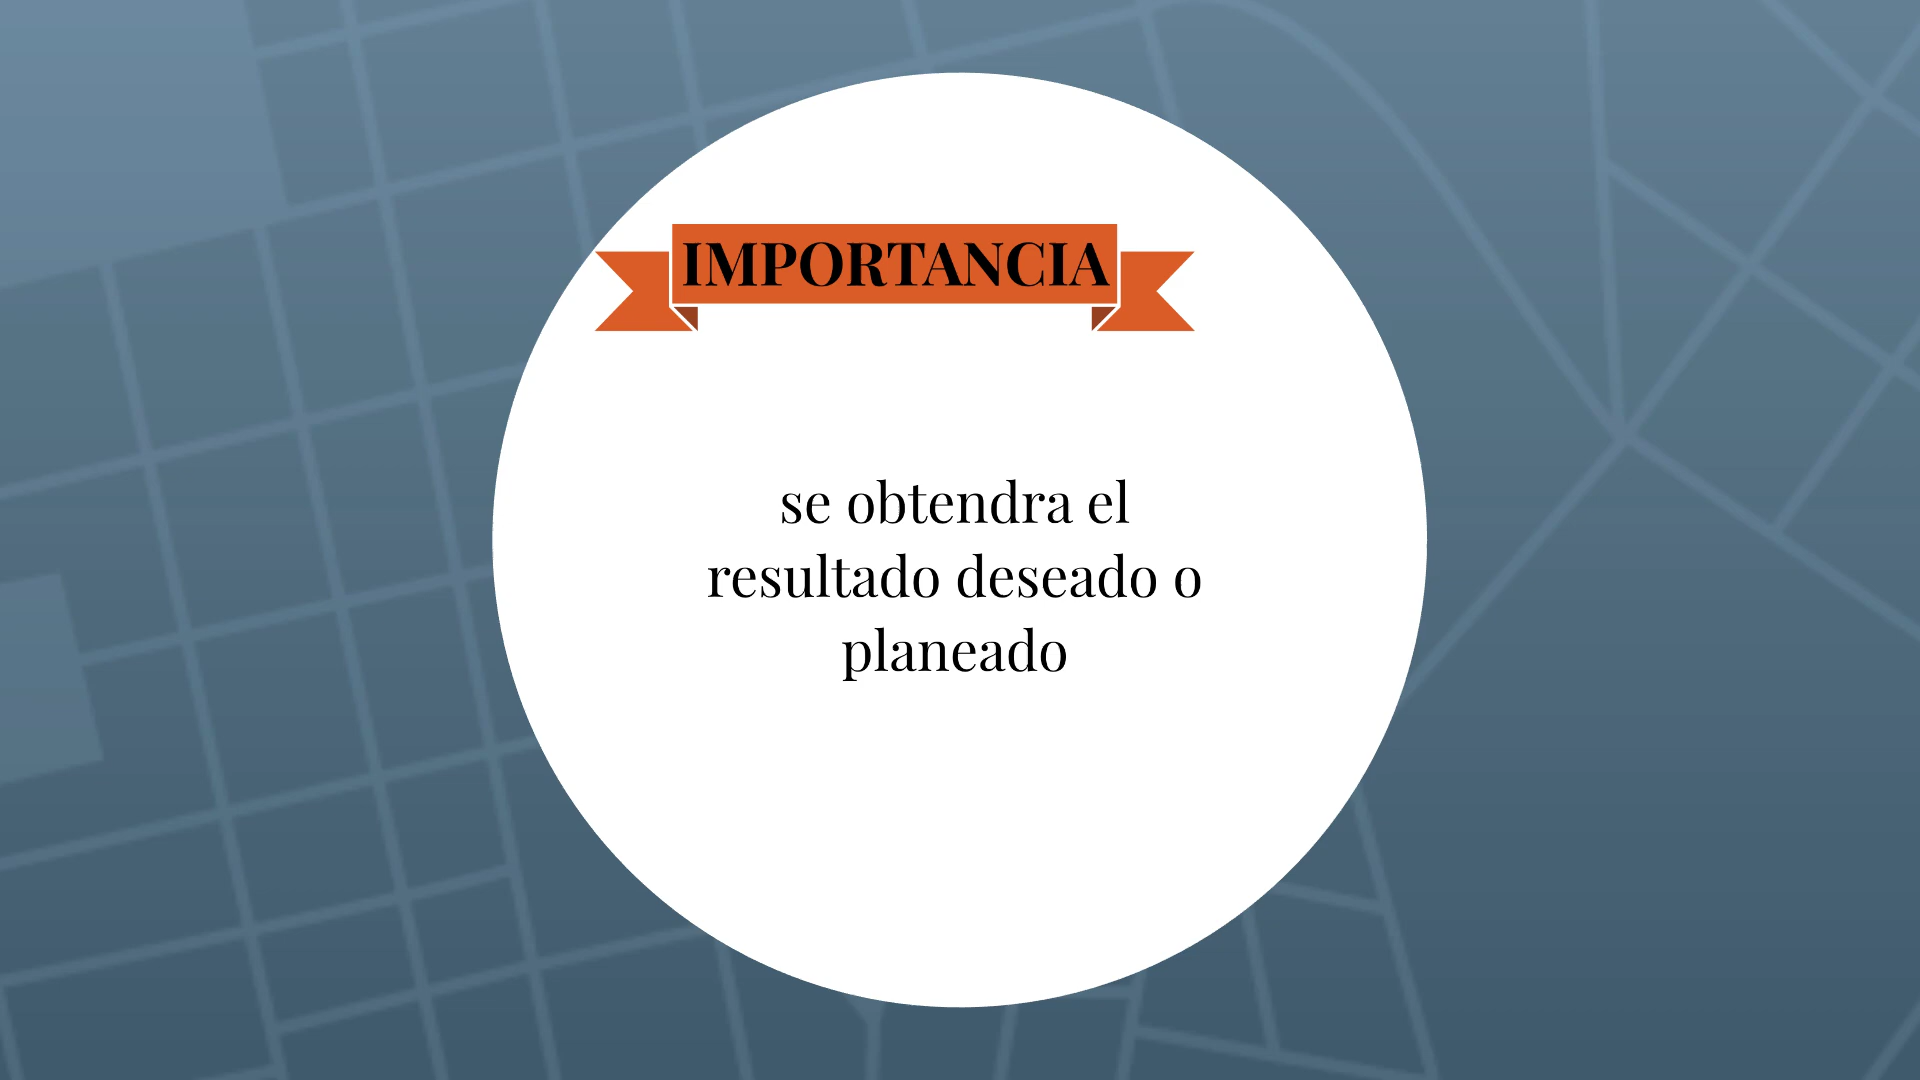 IMPORTANCIA
se obtendra el
resultado deseado o
planeado